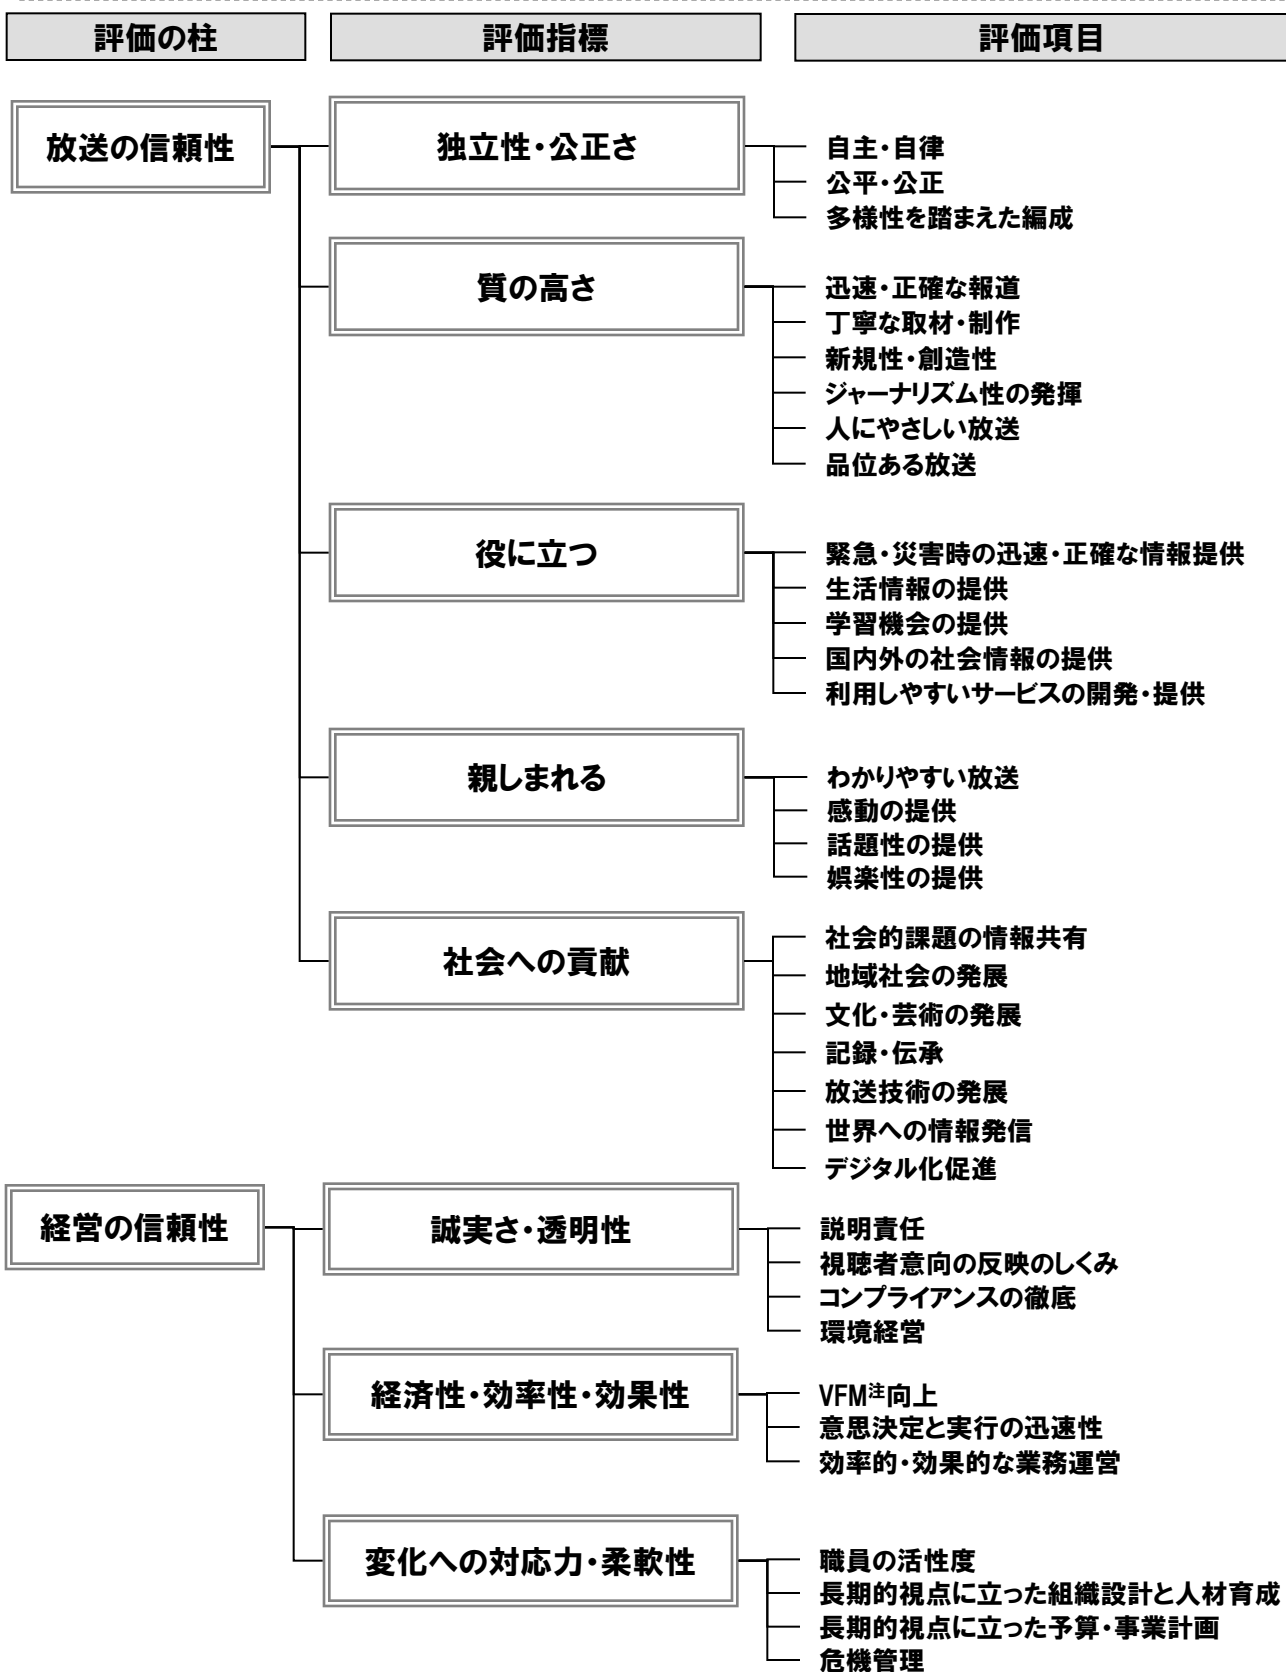 評価の柱
評価指標
評価項目
放送の信頼性
独立性・公正さ
自主・自律
公平・公正
多様性を踏まえた編成
質の高さ
迅速・正確な報道
丁寧な取材・制作
新規性・創造性
ジャーナリズム性の発揮
人にやさしい放送
品位ある放送
役に立つ
緊急・災害時の迅速・正確な情報提供
生活情報の提供
学習機会の提供
国内外の社会情報の提供
利用しやすいサービスの開発・提供
親しまれる
わかりやすい放送
感動の提供
話題性の提供
娯楽性の提供
社会への貢献
社会的課題の情報共有
地域社会の発展
文化・芸術の発展
記録・伝承
放送技術の発展
世界への情報発信
デジタル化促進
経営の信頼性
誠実さ・透明性
説明責任
視聴者意向の反映のしくみ
コンプライアンスの徹底
環境経営
経済性・効率性・効果性
VFM注向上
意思決定と実行の迅速性
効率的・効果的な業務運営
変化への対応力・柔軟性
職員の活性度
長期的視点に立った組織設計と人材育成
長期的視点に立った予算・事業計画
危機管理